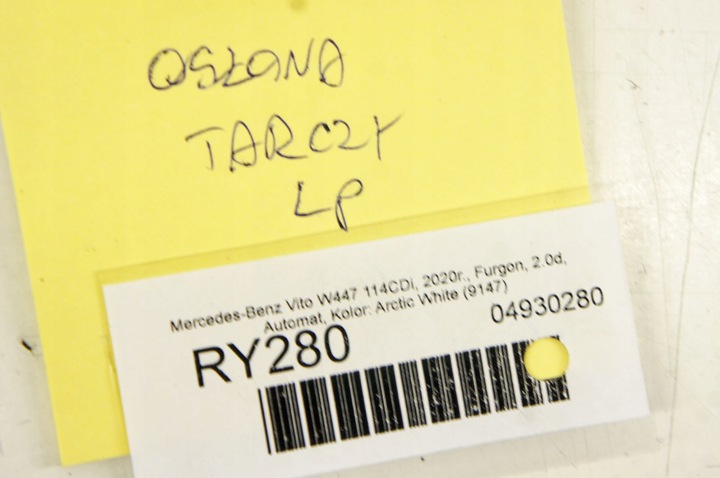 OSŁONA
TARCZY
LP
Mercedes-Benz Vito W447 114CDi, 2020r., Furgon, 2.0d,
Automat, Kolor: Arctic White (9147)
RY280 04930280